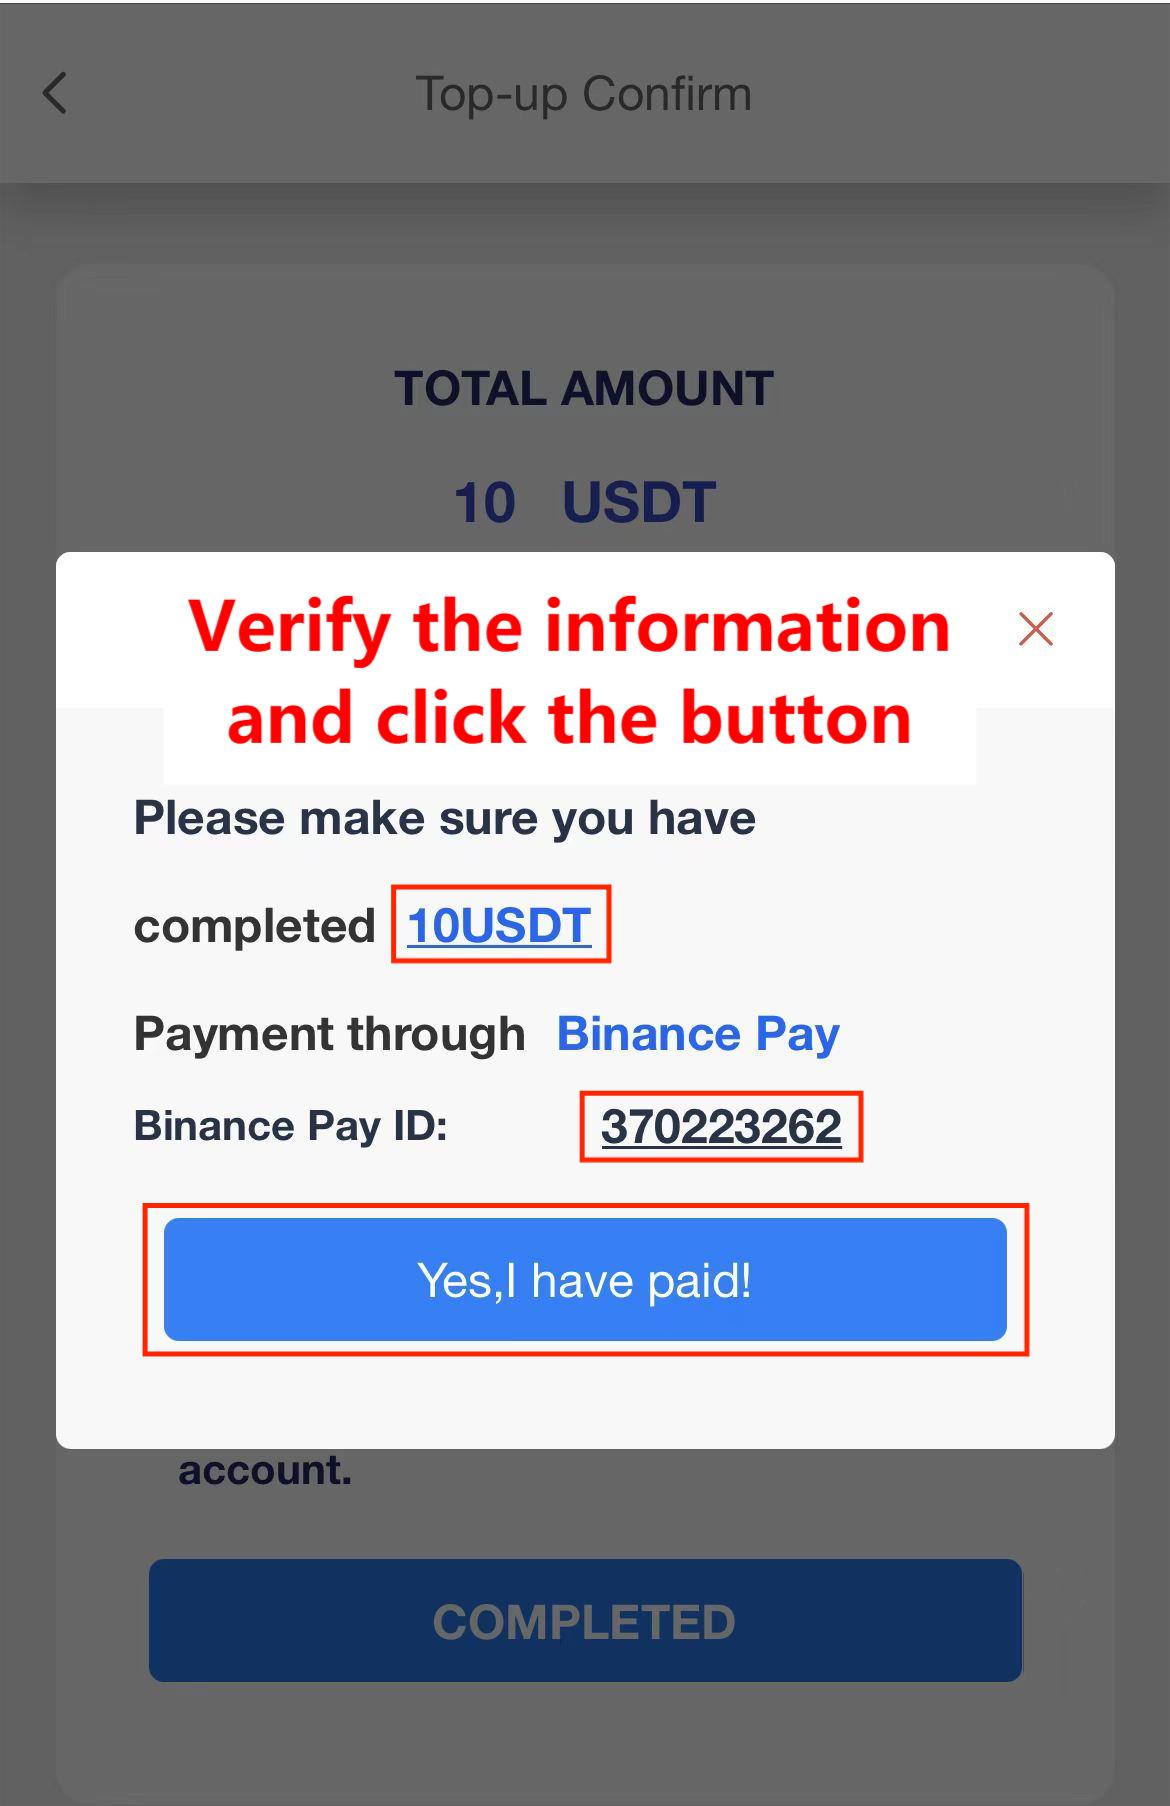 Top-up Confirm
TOTAL AMOUNT
10 USDT
Verify the information
and click the button
Please make sure you have
completed 10USDT
Payment through Binance Pay
Binance Pay ID: 370223262
Yes,I have paid!
account.
COMPLETED